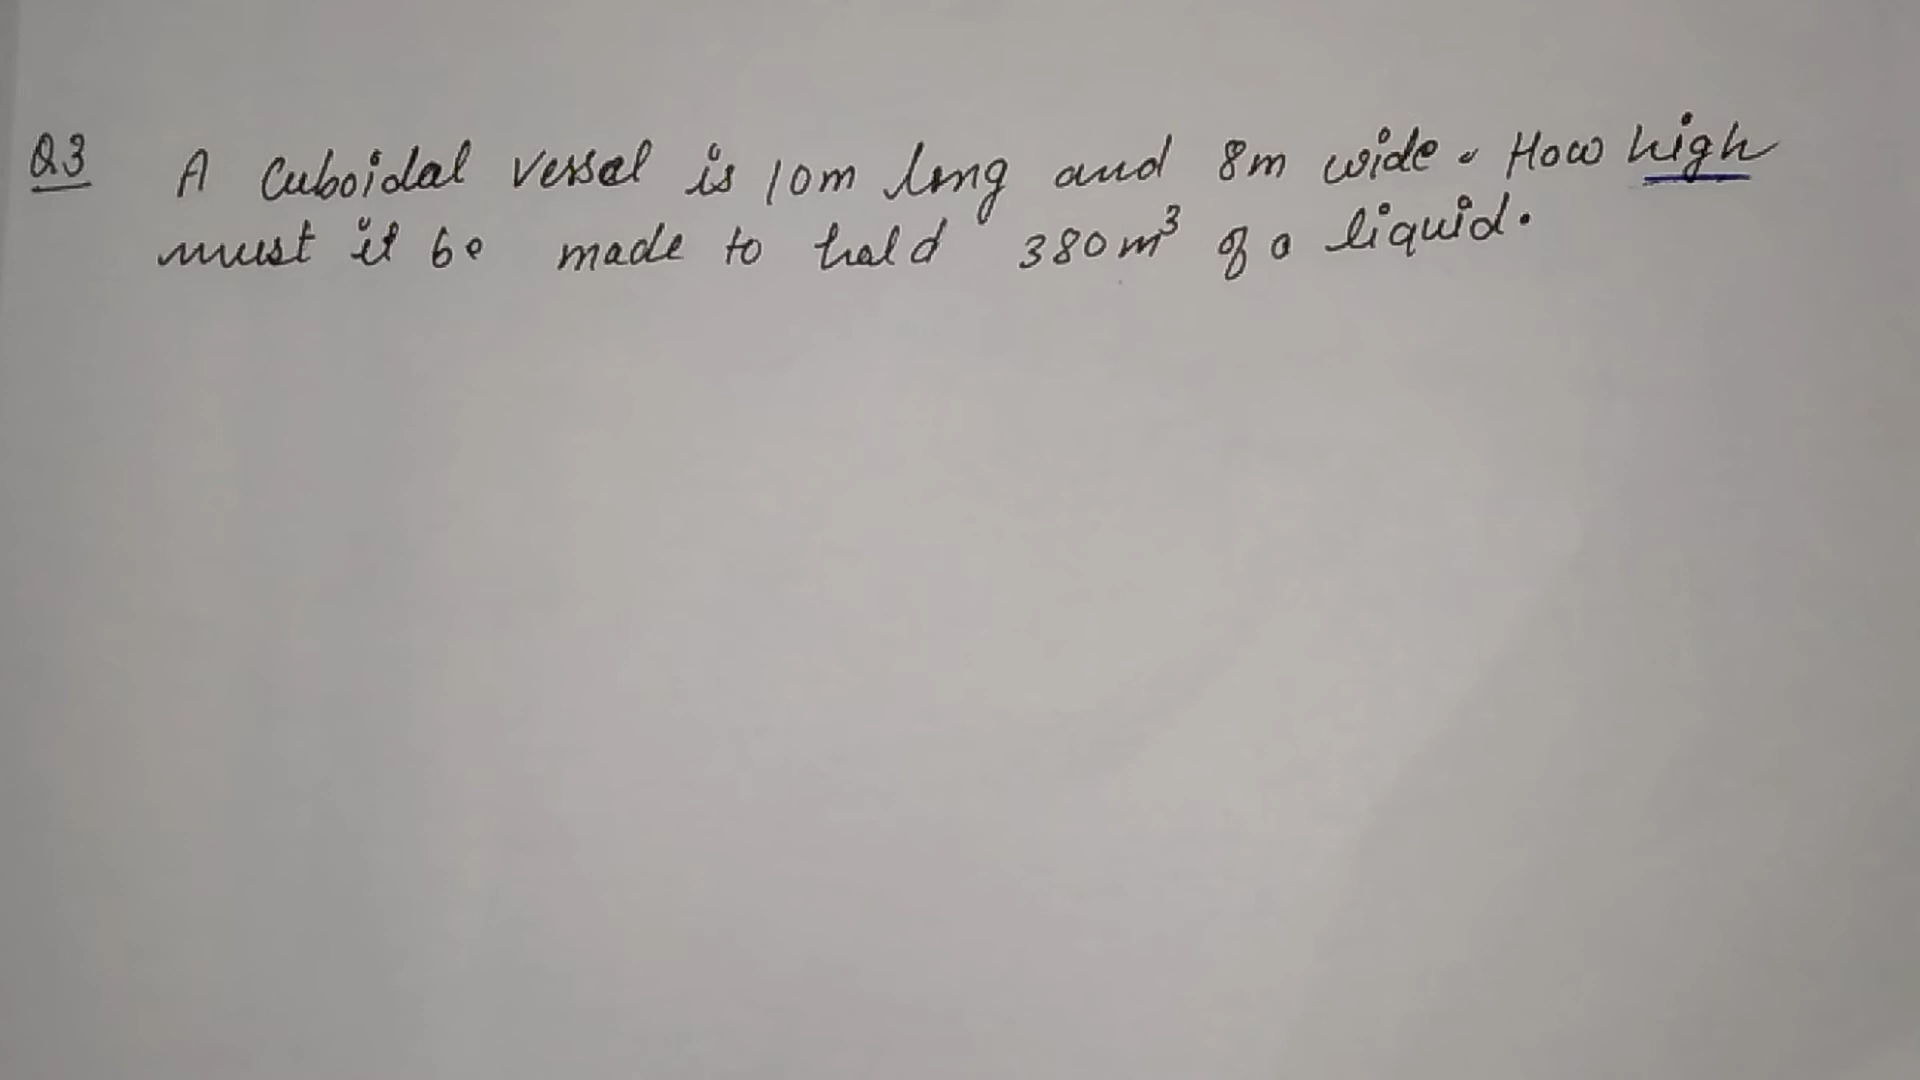 Q3 A Cuboidal vessel is 10m long and 8m wide. How high
must it be made to hold 380m³ of a liquid.